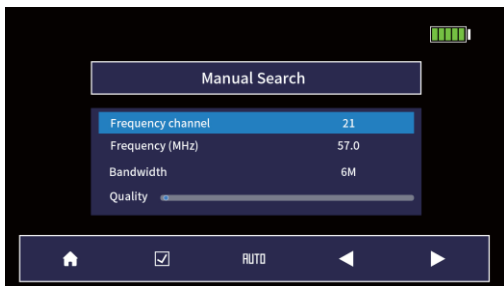 Manual Search
Frequency channel 21
Frequency (MHz) 57.0
Bandwidth 6M
Quality
AUTO